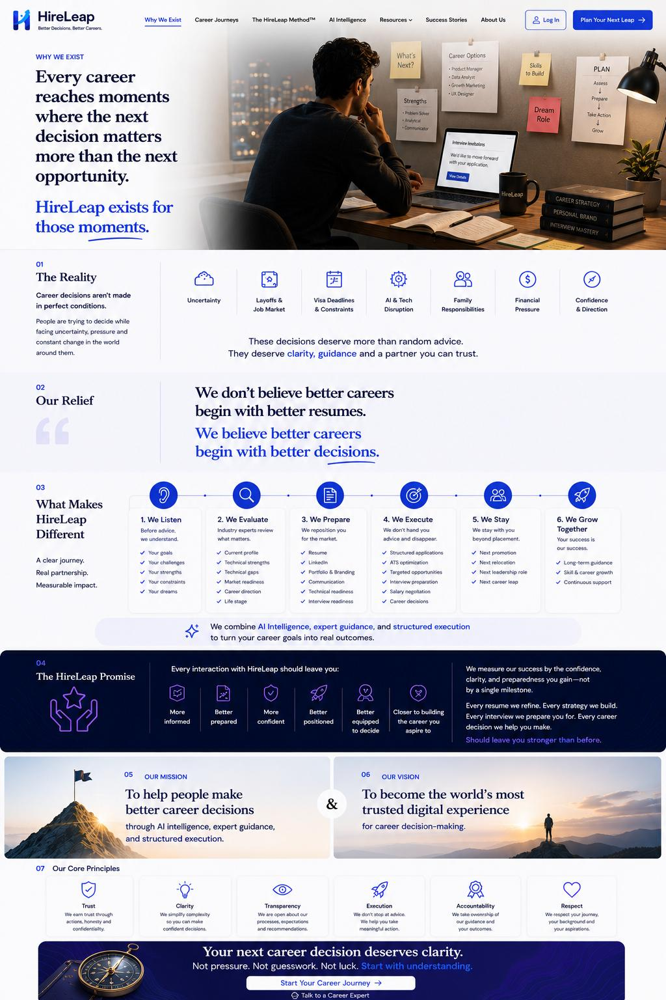 HireLeap
Better Decisions. Better Careers.
Why We Exist
Career Journeys
The HireLeap Method™
AI Intelligence
Resources
Success Stories
About Us
Log In
Plan Your Next Leap →
WHY WE EXIST
Every career
reaches moments
where the next
decision matters
more than the next
opportunity.
HireLeap exists for
those moments.
What's
Next?
Career Options
• Product Manager
• Data Analyst
• Growth Marketing
• UX Designer
Skills
to Build
PLAN
Assess
↓
Prepare
↓
Take Action
↓
Grow
Strengths
• Problem Solver
• Analytical
• Communicator
Dream
Role
Interview Invitations
We'd like to move forward
with your application.
View Details
HireLeap
CAREER STRATEGY
PERSONAL BRAND
INTERVIEW MASTERY
01
The Reality
Career decisions aren't made
in perfect conditions.
People are trying to decide while
facing uncertainty, pressure and
constant change in the world
around them.
Uncertainty
Layoffs &
Job Market
Visa Deadlines
& Constraints
AI & Tech
Disruption
Family
Responsibilities
Financial
Pressure
Confidence
& Direction
These decisions deserve more than random advice.
They deserve clarity, guidance and a partner you can trust.
02
Our Relief
We don't believe better careers
begin with better resumes.
We believe better careers
begin with better decisions.
03
What Makes
HireLeap
Different
A clear journey.
Real partnership.
Measurable impact.
1. We Listen
Before advice,
we understand.
✓ Your goals
✓ Your challenges
✓ Your strengths
✓ Your constraints
✓ Your dreams
2. We Evaluate
Industry experts review
what matters.
✓ Current profile
✓ Technical strengths
✓ Technical gaps
✓ Market readiness
✓ Career direction
✓ Life stage
3. We Prepare
We reposition you
for the market.
✓ Resume
✓ LinkedIn
✓ Portfolio & Branding
✓ Communication
✓ Technical readiness
✓ Interview readiness
4. We Execute
We don't hand you
advice and disappear.
✓ Structured applications
✓ ATS optimization
✓ Targeted opportunities
✓ Interview preparation
✓ Salary negoltation
✓ Career decisions
5. We Stay
We stay with you
beyond placement.
✓ Next promotion
✓ Next relocation
✓ Next leadership role
✓ Next career leap
6. We Grow
Together
Your success is
our success.
✓ Long-term guidance
✓ Skill & career growth
✓ Continuous support
We combine AI Intelligence, expert guidance, and structured execution
to turn your career goals into real outcomes.
04
The HireLeap Promise
Every interaction with HireLeap should leave you:
More
informed
Better
prepared
More
confident
Better
positioned
Better
equipped
to decide
Closer to building
the career you
aspire to
We measure our success by the confidence,
clarity, and preparedness you gain—not
by a single milestone.
Every resume we refine. Every strategy we build.
Every interview we prepare you for. Every career
decision we help you make.
Should leave you stronger than before.
05 OUR MISSION
To help people make
better career decisions
through AI intelligence, expert guidance,
and structured execution.
&
06 OUR VISION
To become the world's most
trusted digital experience
for career decision-making.
07 Our Core Principles
Trust
We earn trust through
actions, honesty and
confidentiallity.
Clarity
We simplify complexity
so you can make
confident decisions.
Transparency
We are open about our
processes, expectations
and recommendations.
Execution
We don't stop at advice.
We help you take
meaningful action.
Accountability
We take ownorship of
our guidance and
your outcomes.
Respect
We respect your journey,
your background and
your aspirations.
Your next career decision deserves clarity.
Not pressure. Not guesswork. Not luck. Start with understanding.
Start Your Career Journey →
Talk to a Career Expert